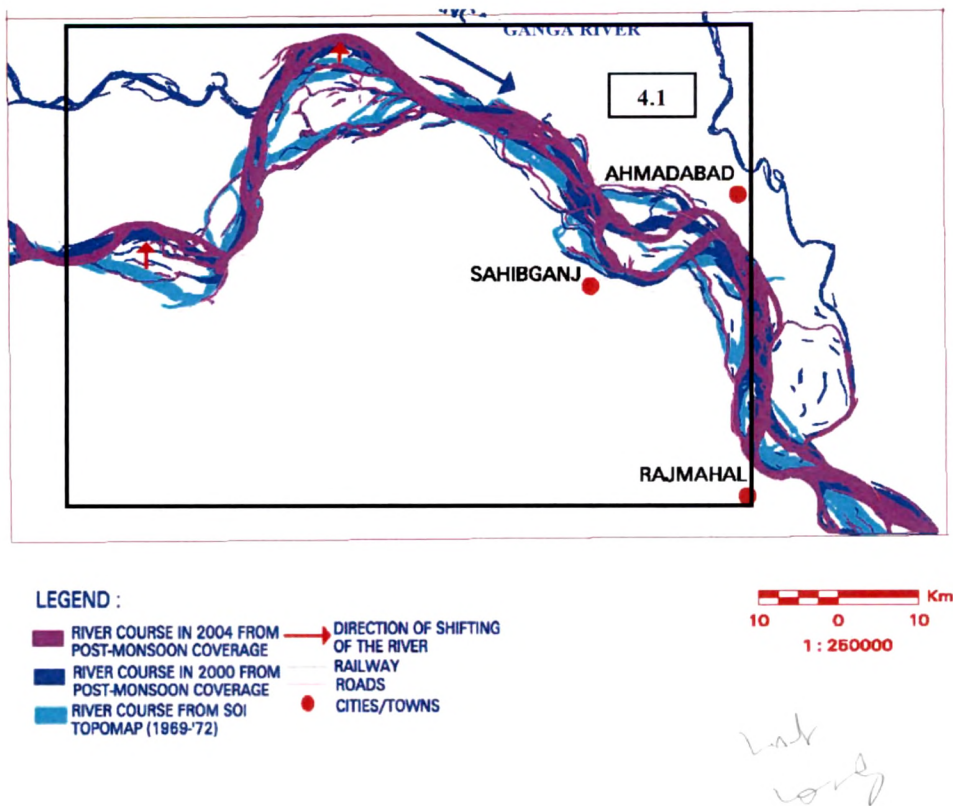 GANGA RIVER
4.1
AHMADABAD
SAHIBGANJ
RAJMAHAL
LEGEND :
RIVER COURSE IN 2004 FROM
POST-MONSOON COVERAGE
RIVER COURSE IN 2000 FROM
POST-MONSOON COVERAGE
RIVER COURSE FROM SOI
TOPOMAP (1969-'72)
DIRECTION OF SHIFTING
OF THE RIVER
RAILWAY
ROADS
CITIES/TOWNS
Km
10 0 10
1 : 250000